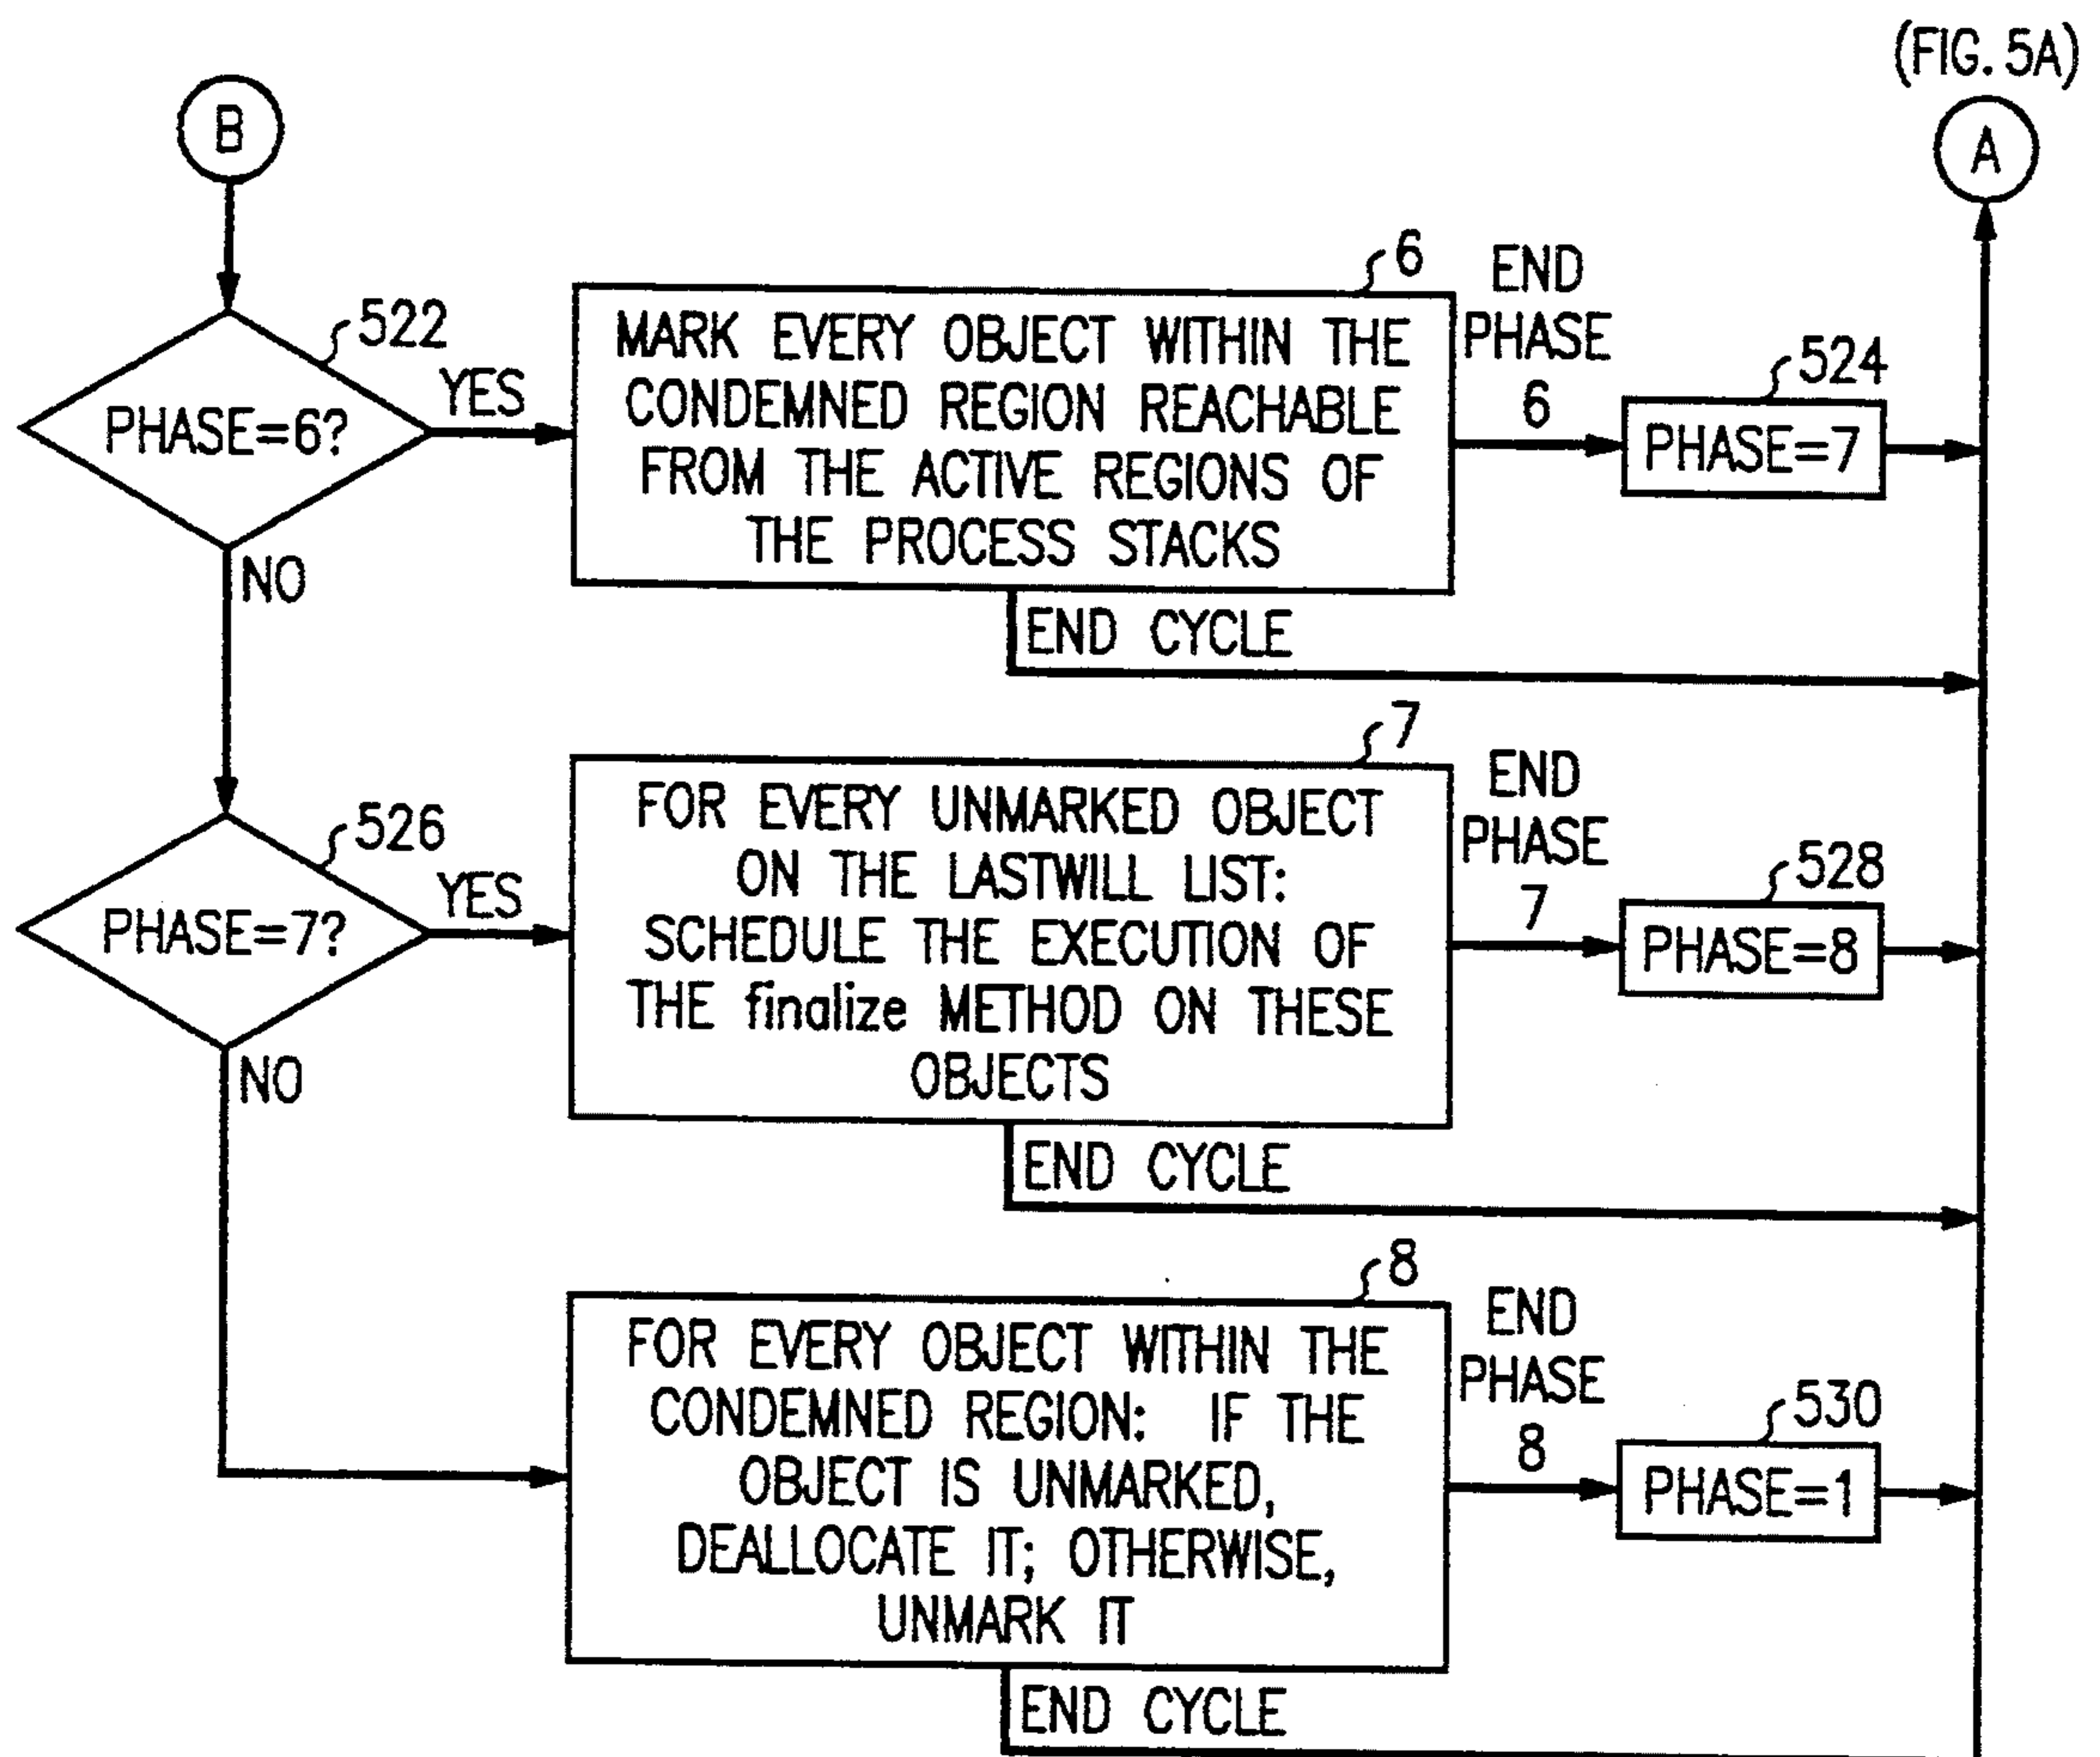 (FIG. 5A)
B
A
522
PHASE=6?
YES
NO
6
MARK EVERY OBJECT WITHIN THE
CONDEMNED REGION REACHABLE
FROM THE ACTIVE REGIONS OF
THE PROCESS STACKS
END
PHASE
6
524
PHASE=7
END CYCLE
526
PHASE=7?
YES
NO
7
FOR EVERY UNMARKED OBJECT
ON THE LASTWILL LIST:
SCHEDULE THE EXECUTION OF
THE finalize METHOD ON THESE
OBJECTS
END
PHASE
7
528
PHASE=8
END CYCLE
8
FOR EVERY OBJECT WITHIN THE
CONDEMNED REGION: IF THE
OBJECT IS UNMARKED,
DEALLOCATE IT; OTHERWISE,
UNMARK IT
END
PHASE
8
530
PHASE=1
END CYCLE